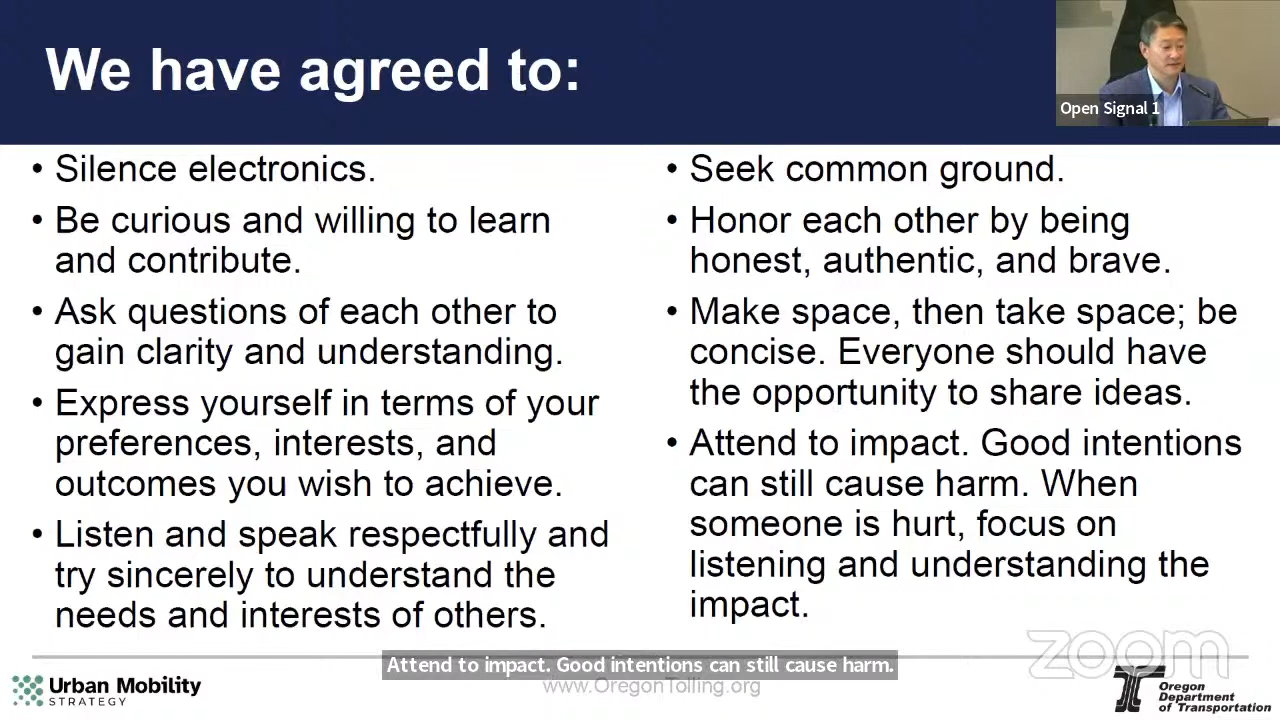 We have agreed to:
Open Signal 1
• Silence electronics.
• Be curious and willing to learn
and contribute.
• Ask questions of each other to
gain clarity and understanding.
• Express yourself in terms of your
preferences, interests, and
outcomes you wish to achieve.
• Listen and speak respectfully and
try sincerely to understand the
needs and interests of others.
• Seek common ground.
• Honor each other by being
honest, authentic, and brave.
• Make space, then take space; be
concise. Everyone should have
the opportunity to share ideas.
• Attend to impact. Good intentions
can still cause harm. When
someone is hurt, focus on
listening and understanding the
impact.
zoom
Attend to impact. Good intentions can still cause harm.
Urban Mobility
STRATEGY
www.OregonTolling.org
Oregon
Department
of Transportation